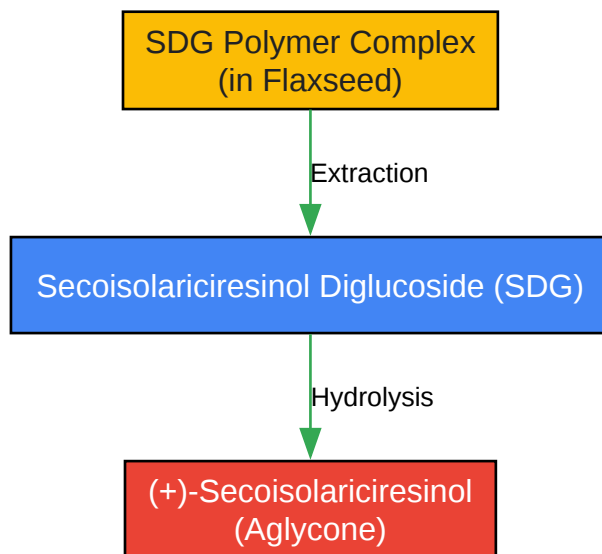 SDG Polymer Complex
(in Flaxseed)
Extraction
Secoisolariciresinol Diglucoside (SDG)
Hydrolysis
(+)-Secoisolariciresinol
(Aglycone)